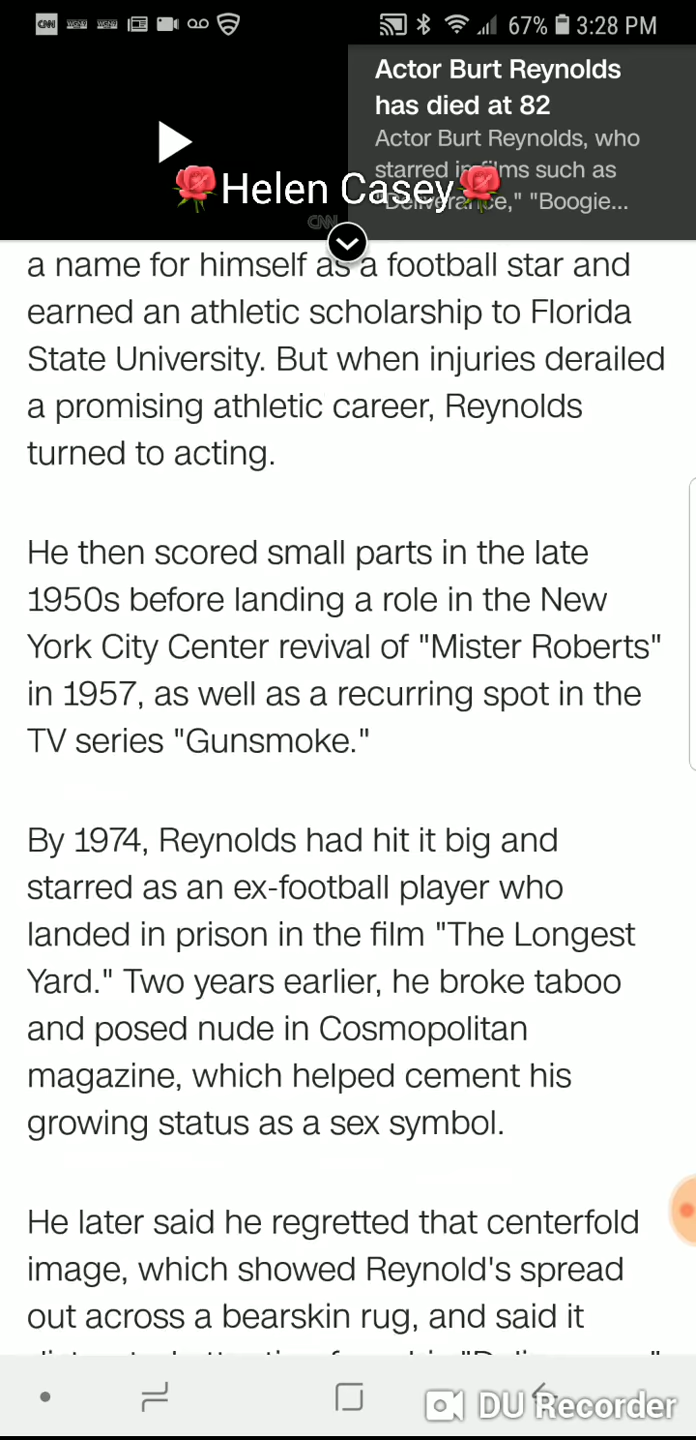 67% 3:28 PM
Actor Burt Reynolds
has died at 82
Actor Burt Reynolds, who
starred in films such as
"Deliverance," "Boogie...
🌹Helen Casey🌹
CNN
a name for himself as a football star and
earned an athletic scholarship to Florida
State University. But when injuries derailed
a promising athletic career, Reynolds
turned to acting.
He then scored small parts in the late
1950s before landing a role in the New
York City Center revival of "Mister Roberts"
in 1957, as well as a recurring spot in the
TV series "Gunsmoke."
By 1974, Reynolds had hit it big and
starred as an ex-football player who
landed in prison in the film "The Longest
Yard." Two years earlier, he broke taboo
and posed nude in Cosmopolitan
magazine, which helped cement his
growing status as a sex symbol.
He later said he regretted that centerfold
image, which showed Reynold's spread
out across a bearskin rug, and said it
DU Recorder